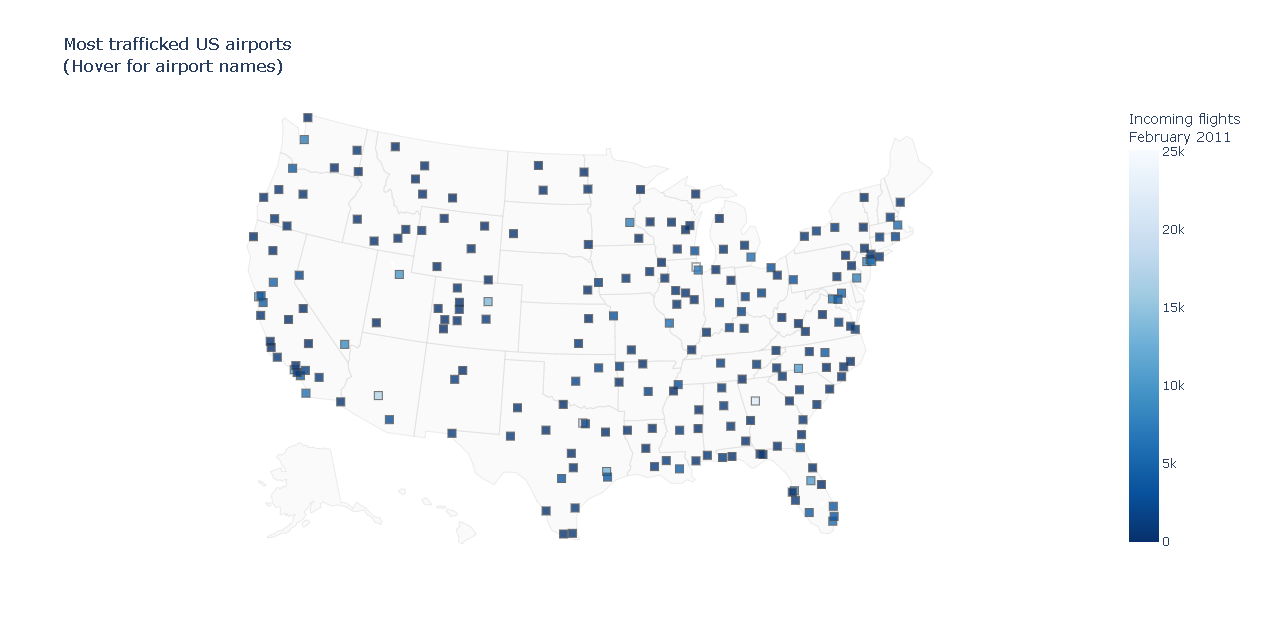 Most trafficked US airports
(Hover for airport names)
Incoming flights
February 2011
25k
20k
15k
10k
5k
0